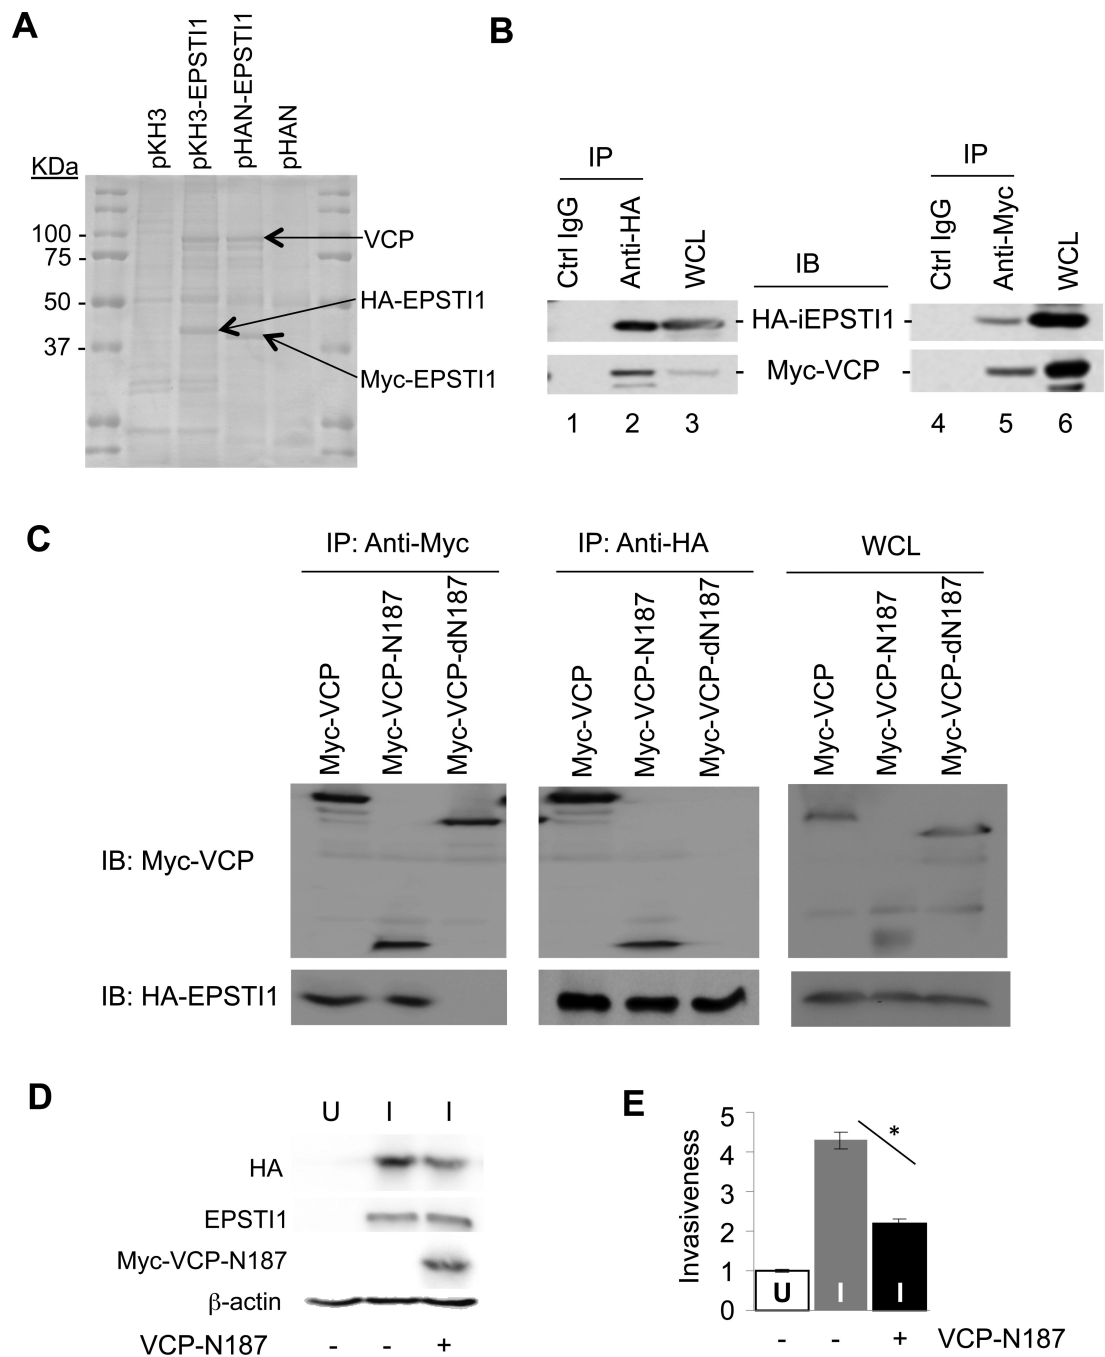 A
pKH3
pKH3-EPSTI1
pHAN-EPSTI1
pHAN
KDa
100 -
75 -
50 -
37 -
VCP
HA-EPSTI1
Myc-EPSTI1
B
IP
Ctrl IgG
Anti-HA
WCL
IB
IP
Ctrl IgG
Anti-Myc
WCL
- HA-iEPSTI1 -
- Myc-VCP -
1 2 3 4 5 6
C
IP: Anti-Myc
IP: Anti-HA
WCL
Myc-VCP
Myc-VCP-N187
Myc-VCP-dN187
Myc-VCP
Myc-VCP-N187
Myc-VCP-dN187
Myc-VCP
Myc-VCP-N187
Myc-VCP-dN187
IB: Myc-VCP
IB: HA-EPSTI1
D
U I I
HA
EPSTI1
Myc-VCP-N187
β-actin
VCP-N187 - - +
E
Invasiveness
5
4
3
2
1
0
*
U I I
- - + VCP-N187